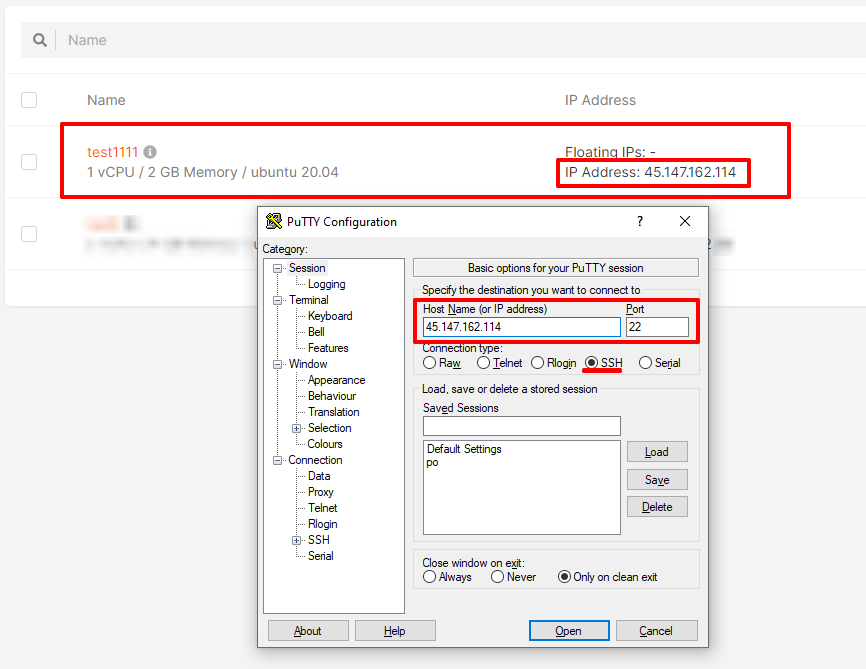 Name
Name IP Address
test1111 Floating IPs: -
1 vCPU / 2 GB Memory / ubuntu 20.04 IP Address: 45.147.162.114
PuTTY Configuration ?
Category:
Session
Logging
Terminal
Keyboard
Bell
Features
Window
Appearance
Behaviour
Translation
Selection
Colours
Connection
Data
Proxy
Telnet
Rlogin
SSH
Serial
Basic options for your PuTTY session
Specify the destination you want to connect to
Host Name (or IP address) Port
45.147.162.114 22
Connection type:
Raw Telnet Rlogin SSH Serial
Load, save or delete a stored session
Saved Sessions
Default Settings
po
Load
Save
Delete
Close window on exit:
Always Never Only on clean exit
About Help Open Cancel